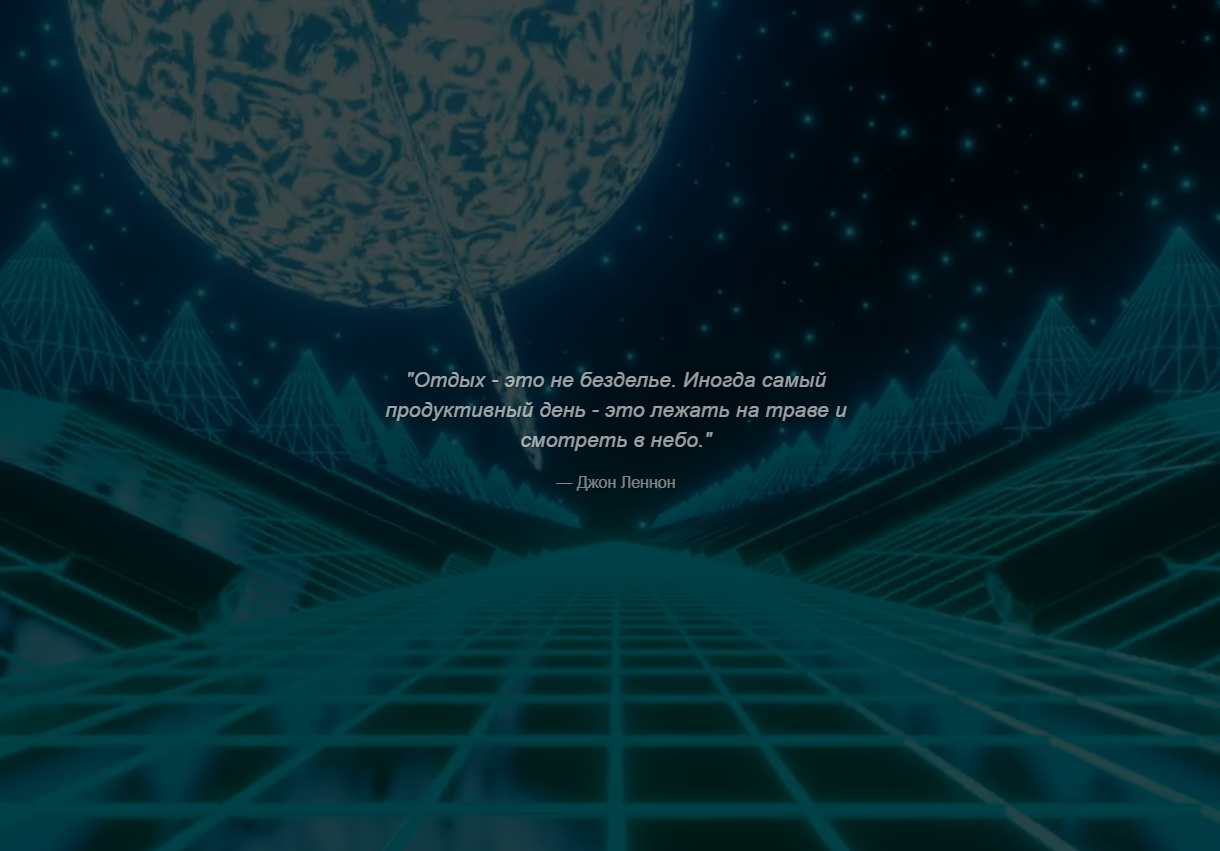 "Отдых - это не безделье. Иногда самый
продуктивный день - это лежать на траве и
смотреть в небо."
— Джон Леннон